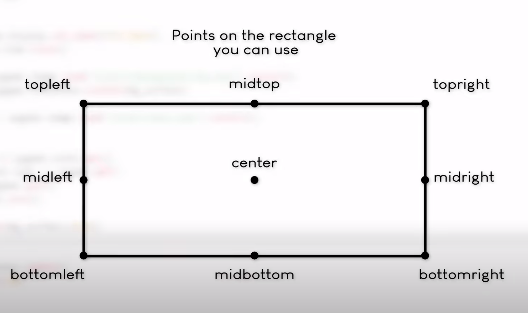 Points on the rectangle
you can use
topleft
midtop
topright
center
midleft
midright
bottomleft
midbottom
bottomright